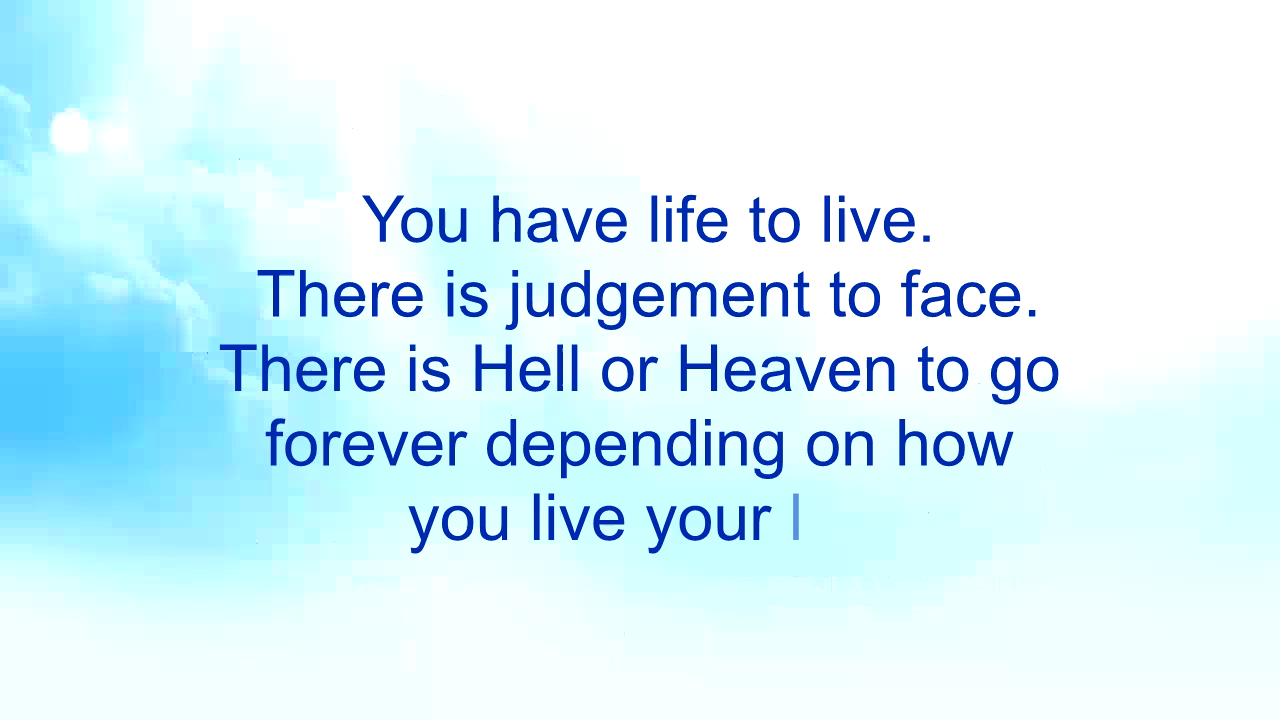 You have life to live.
There is judgement to face.
There is Hell or Heaven to go
forever depending on how
you live your l